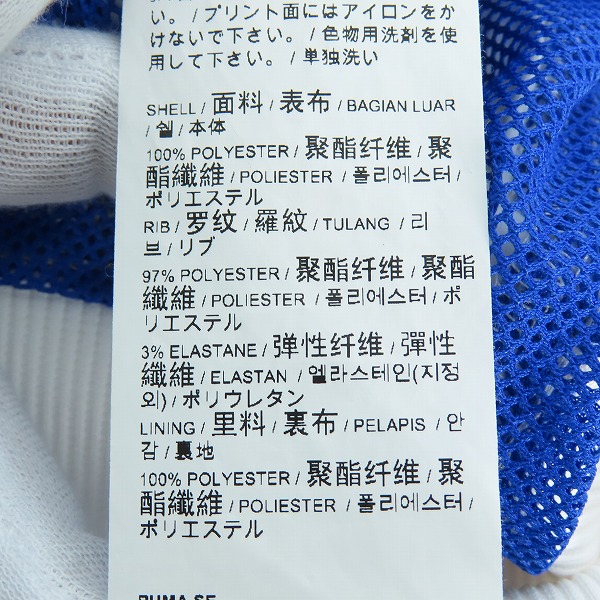 い。/ プリント面にはアイロンをか
けないで下さい。/ 色物用洗剤を使
用して下さい。/ 単独洗い
SHELL / 面料 / 表布 / BAGIAN LUAR
/ 쉘 / 本体
100% POLYESTER / 聚酯纤维 / 聚
酯纖維 / POLIESTER / 폴리에스터 /
ポリエステル
RIB / 罗纹 / 羅紋 / TULANG / 리
브 / リブ
97% POLYESTER / 聚酯纤维 / 聚酯
纖維 / POLIESTER / 폴리에스터 / ポ
リエステル
3% ELASTANE / 弹性纤维 / 彈性
纖維 / ELASTAN / 엘라스테인(지정
외) / ポリウレタン
LINING / 里料 / 裏布 / PELAPIS / 안
감 / 裏地
100% POLYESTER / 聚酯纤维 / 聚
酯纖維 / POLIESTER / 폴리에스터 /
ポリエステル
PUMA SE